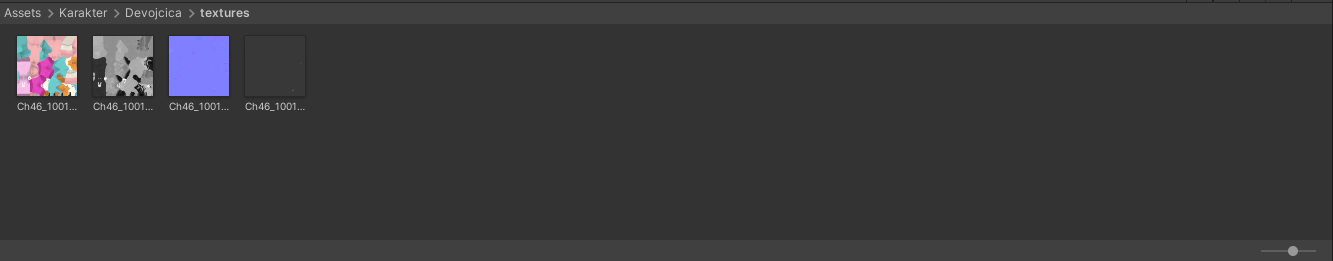 Assets > Karakter > Devojcica > textures
Ch46_1001... Ch46_1001... Ch46_1001... Ch46_1001...